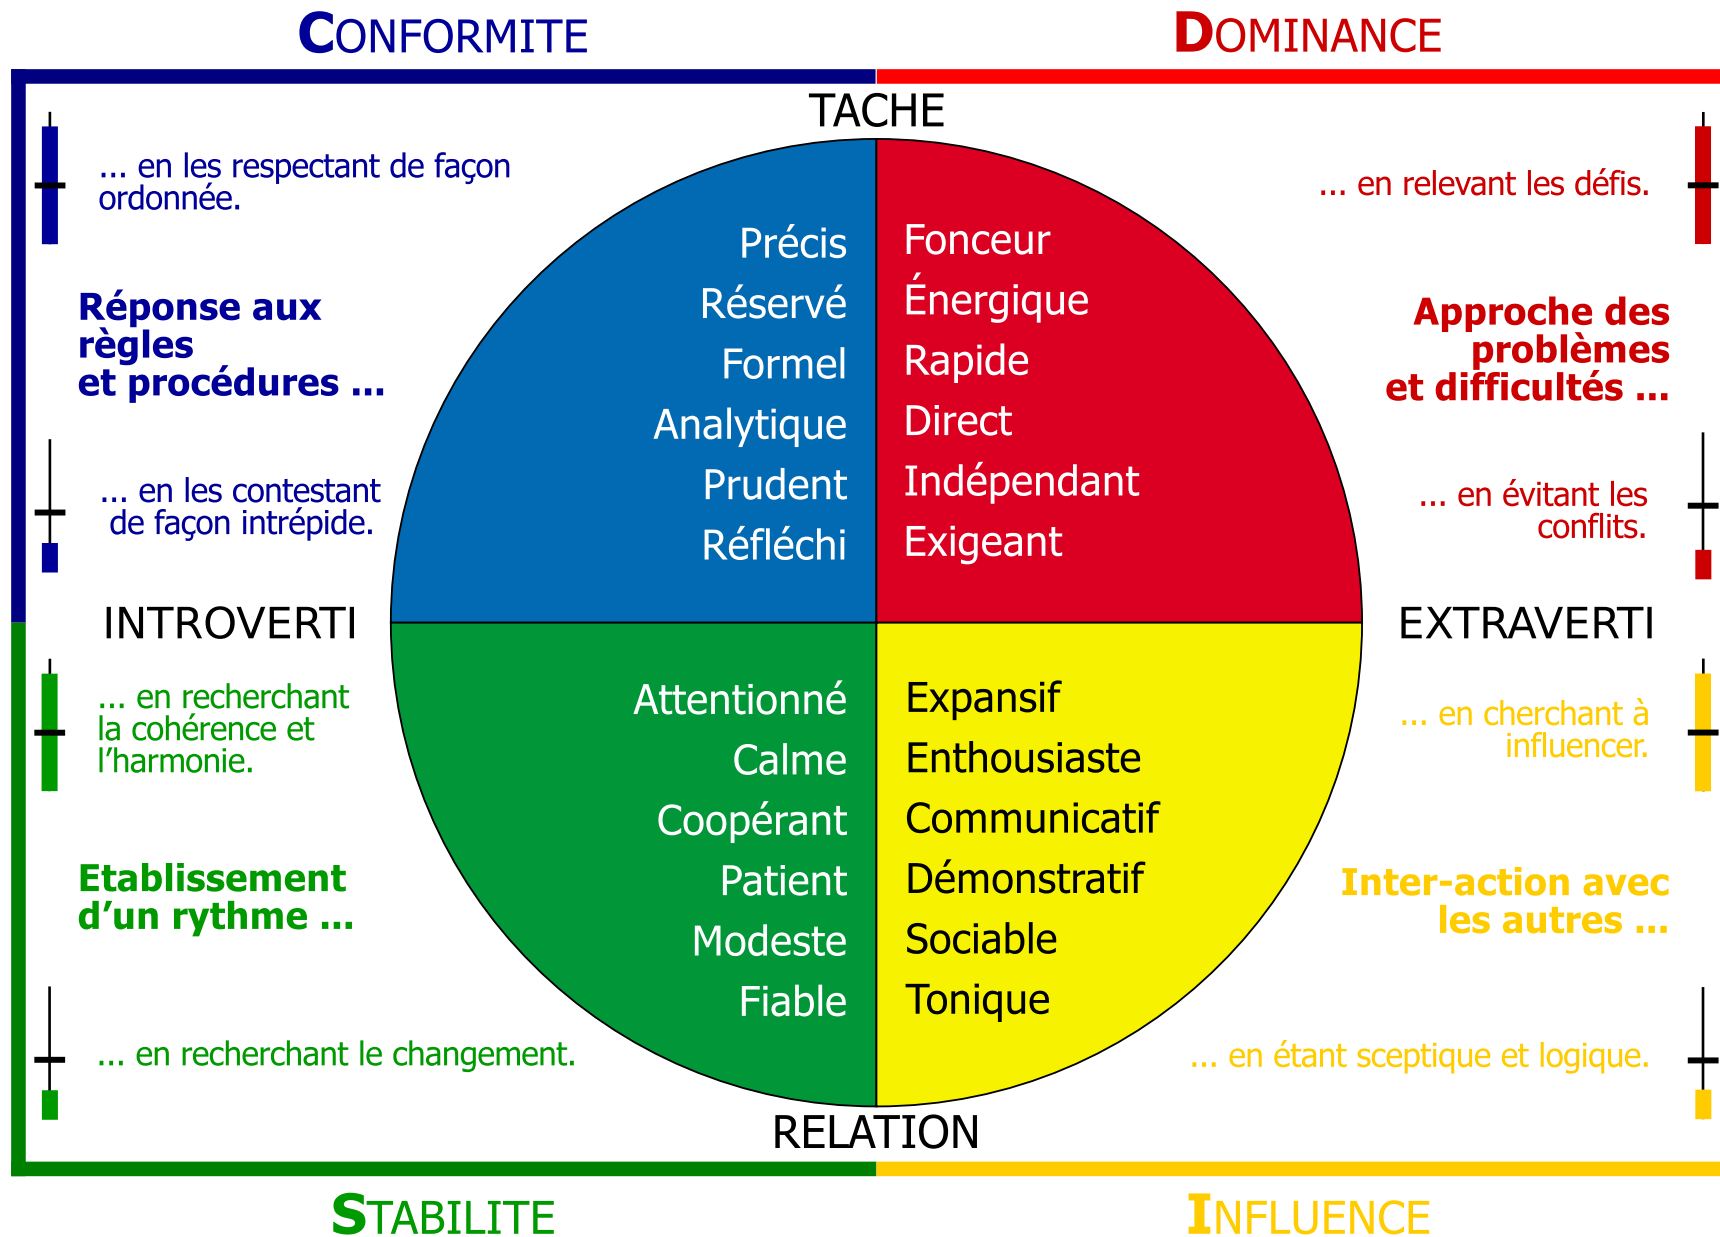 CONFORMITE
DOMINANCE
TACHE
... en les respectant de façon
ordonnée.
Réponse aux
règles
et procédures ...
... en les contestant
de façon intrépide.
Précis
Réservé
Formel
Analytique
Prudent
Réfléchi
Fonceur
Énergique
Rapide
Direct
Indépendant
Exigeant
... en relevant les défis.
Approche des
problèmes
et difficultés ...
... en évitant les
conflits.
INTROVERTI
EXTRAVERTI
... en recherchant
la cohérence et
l’harmonie.
Etablissement
d’un rythme ...
... en recherchant le changement.
Attentionné
Calme
Coopérant
Patient
Modeste
Fiable
Expansif
Enthousiaste
Communicatif
Démonstratif
Sociable
Tonique
... en cherchant à
influencer.
Inter-action avec
les autres ...
... en étant sceptique et logique.
RELATION
STABILITE
INFLUENCE